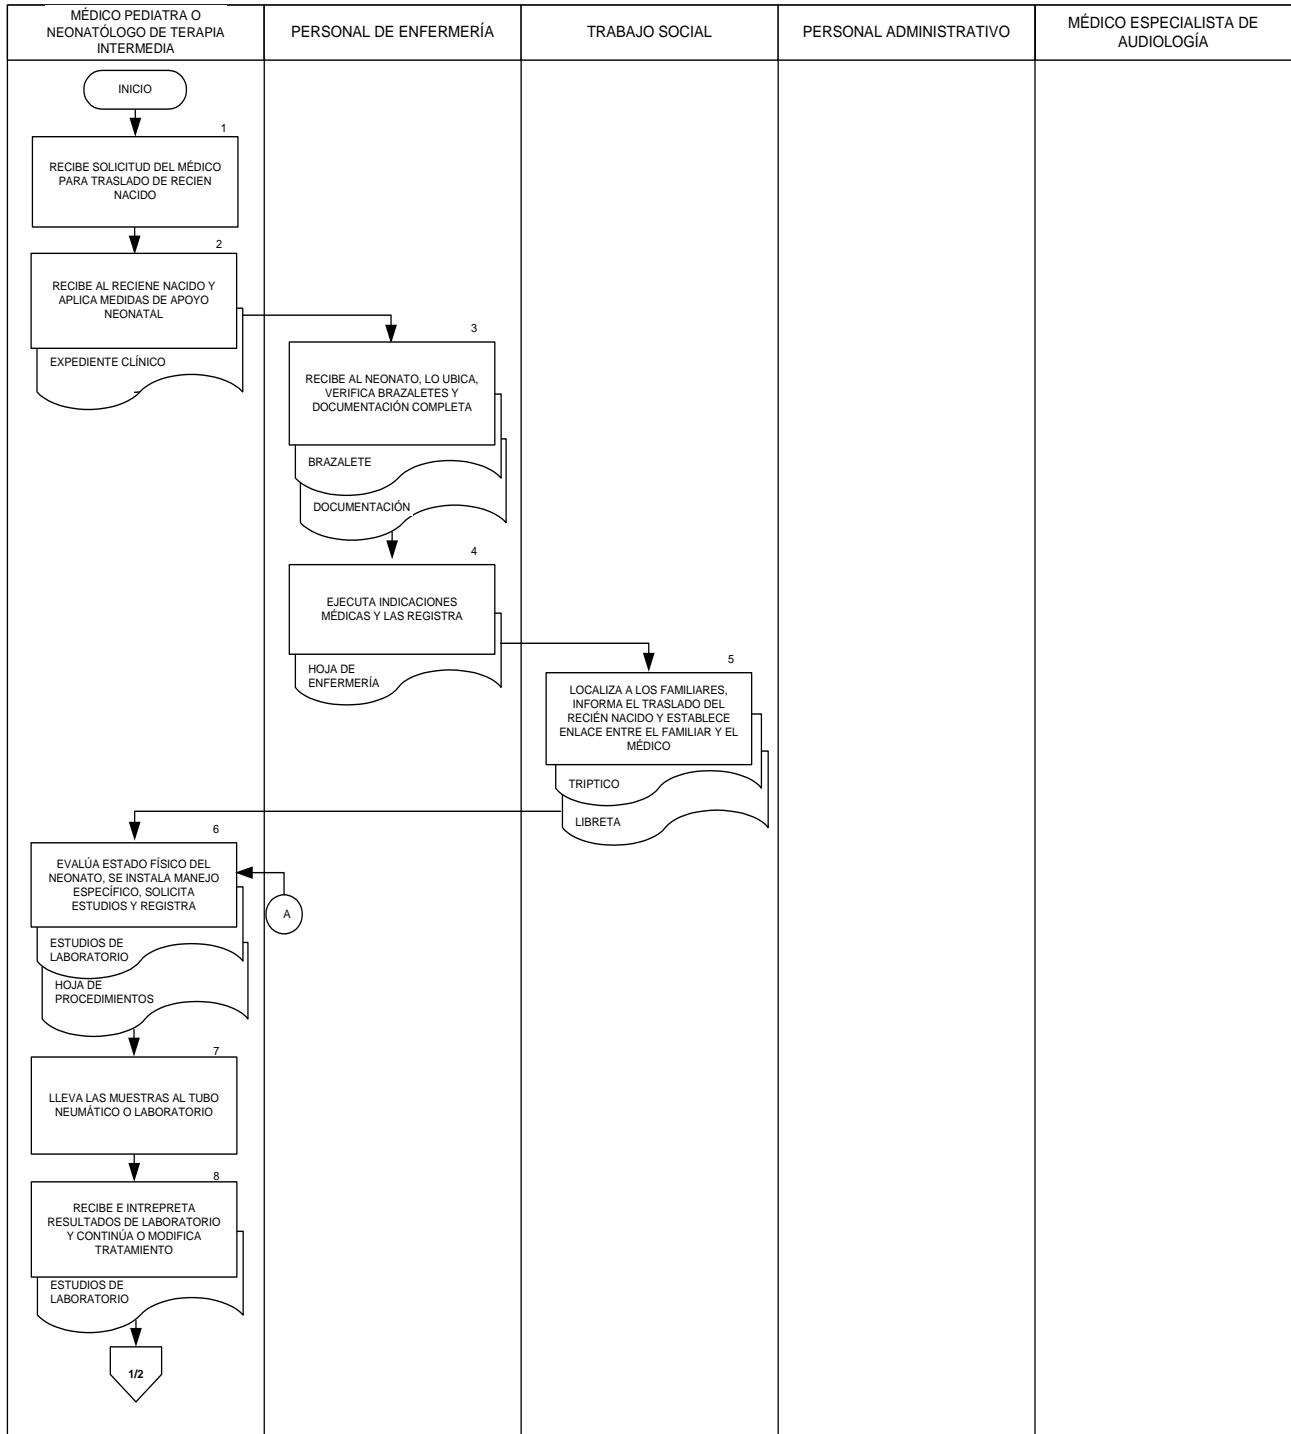 MÉDICO PEDIATRA O
NEONATÓLOGO DE TERAPIA
INTERMEDIA
PERSONAL DE ENFERMERÍA
TRABAJO SOCIAL
PERSONAL ADMINISTRATIVO
MÉDICO ESPECIALISTA DE
AUDIOLOGÍA
INICIO
1
RECIBE SOLICITUD DEL MÉDICO
PARA TRASLADO DE RECIEN
NACIDO
2
RECIBE AL RECIENE NACIDO Y
APLICA MEDIDAS DE APOYO
NEONATAL
EXPEDIENTE CLÍNICO
3
RECIBE AL NEONATO, LO UBICA,
VERIFICA BRAZALETES Y
DOCUMENTACIÓN COMPLETA
BRAZALETE
DOCUMENTACIÓN
4
EJECUTA INDICACIONES
MÉDICAS Y LAS REGISTRA
HOJA DE
ENFERMERÍA
5
LOCALIZA A LOS FAMILIARES,
INFORMA EL TRASLADO DEL
RECIÉN NACIDO Y ESTABLECE
ENLACE ENTRE EL FAMILIAR Y EL
MÉDICO
TRIPTICO
LIBRETA
6
EVALÚA ESTADO FÍSICO DEL
NEONATO, SE INSTALA MANEJO
ESPECÍFICO, SOLICITA
ESTUDIOS Y REGISTRA
A
ESTUDIOS DE
LABORATORIO
HOJA DE
PROCEDIMIENTOS
7
LLEVA LAS MUESTRAS AL TUBO
NEUMÁTICO O LABORATORIO
8
RECIBE E INTREPRETA
RESULTADOS DE LABORATORIO
Y CONTINÚA O MODIFICA
TRATAMIENTO
ESTUDIOS DE
LABORATORIO
1/2